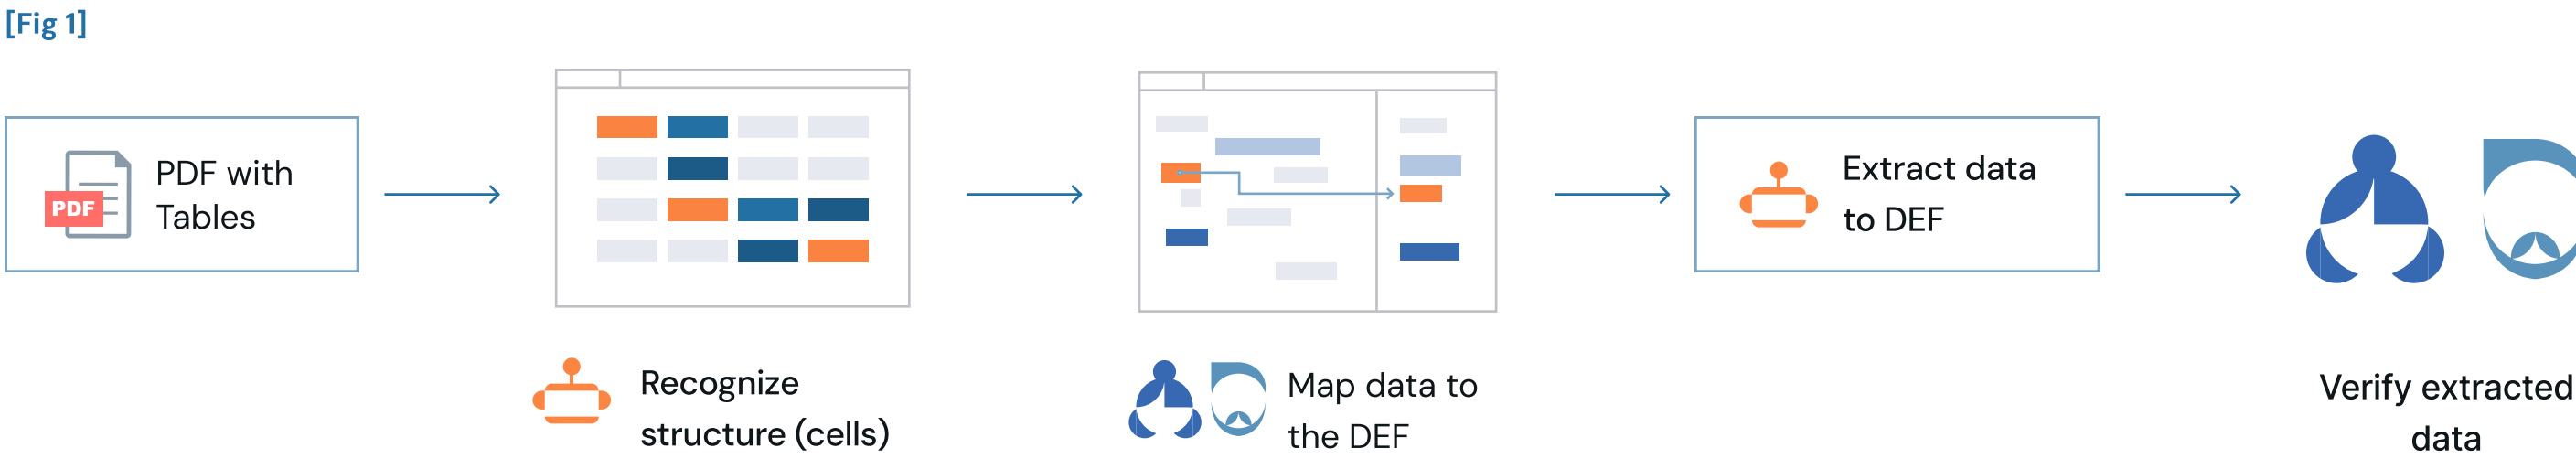 [Fig 1]
PDF
PDF with
Tables
Recognize
structure (cells)
Map data to
the DEF
Extract data
to DEF
Verify extracted
data